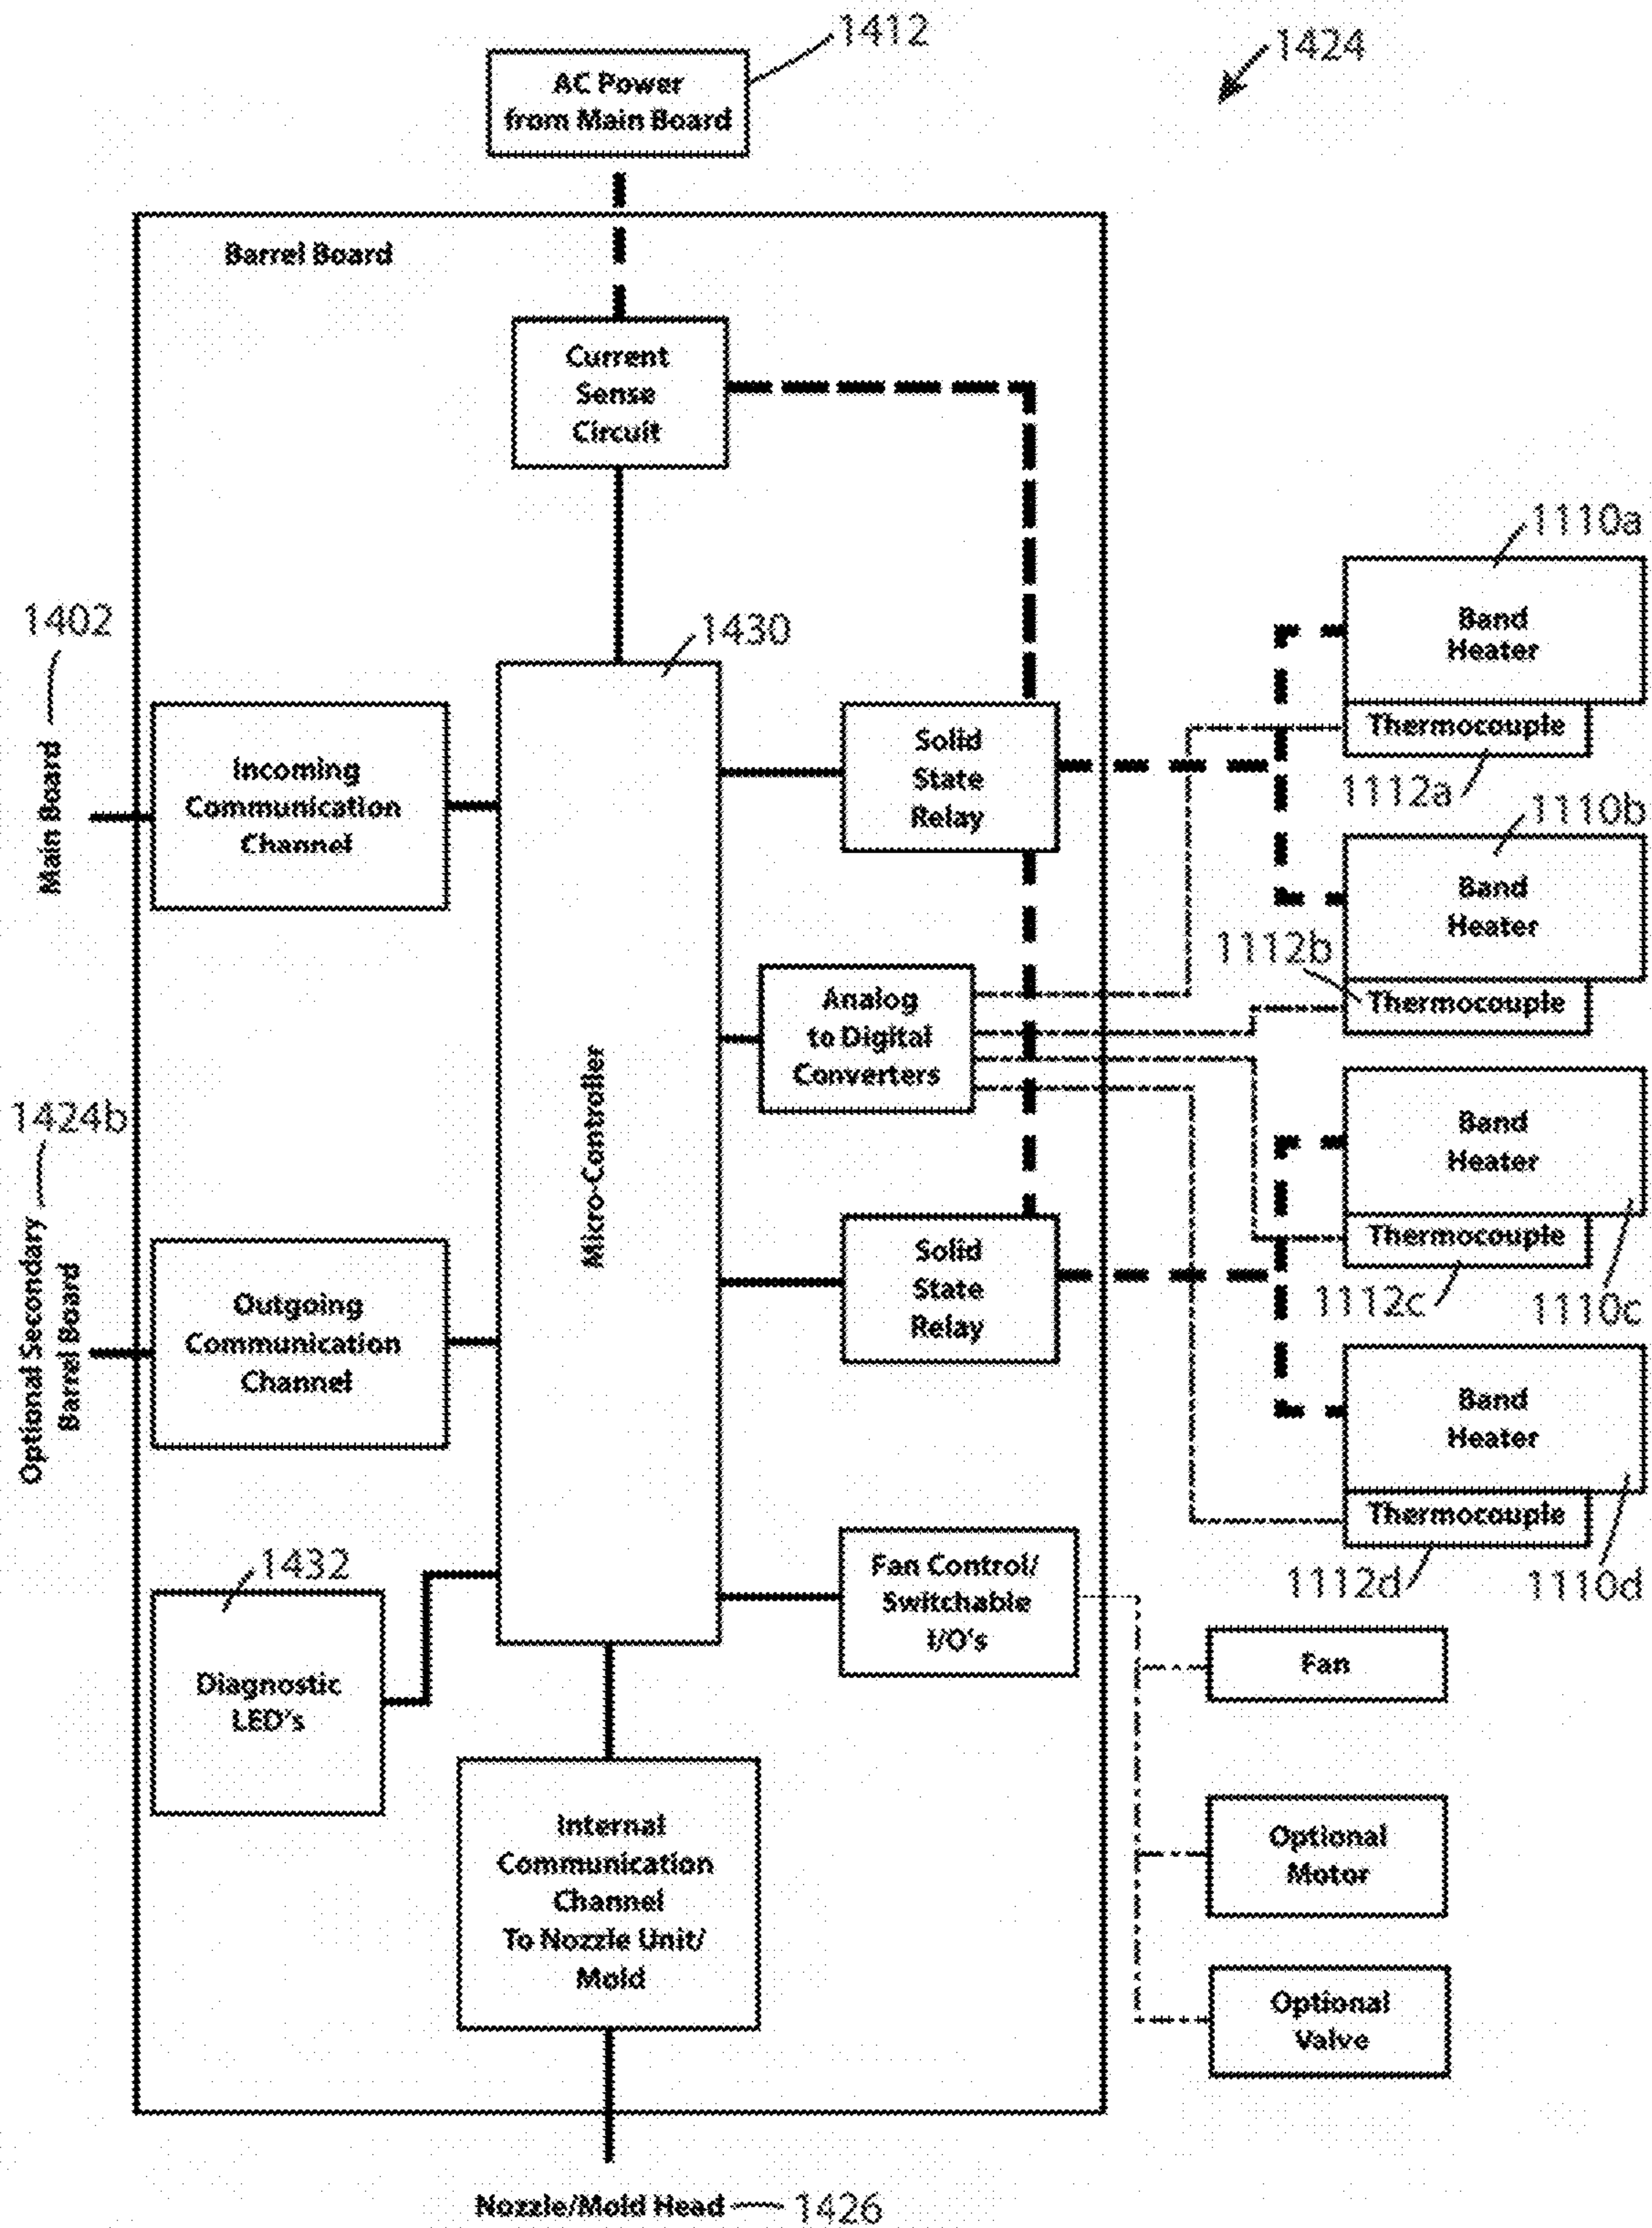 1412
1424
AC Power
from Main Board
Barrel Board
Current
Sense
Circuit
1110a
Band
Heater
Thermocouple
1112a
1402
Main Board
1430
Incoming
Communication
Channel
Micro-Controller
Solid
State
Relay
1110b
Band
Heater
1112b
Thermocouple
Analog
to Digital
Converters
Band
Heater
Thermocouple
1112c
1110c
1424b
Optional Secondary
Barrel Board
Outgoing
Communication
Channel
Solid
State
Relay
Band
Heater
Thermocouple
1112d
1110d
1432
Diagnostic
LED's
Fan Control/
Switchable
I/O's
Fan
Optional
Motor
Optional
Valve
Internal
Communication
Channel
To Nozzle Unit/
Mold
Nozzle/Mold Head
1426